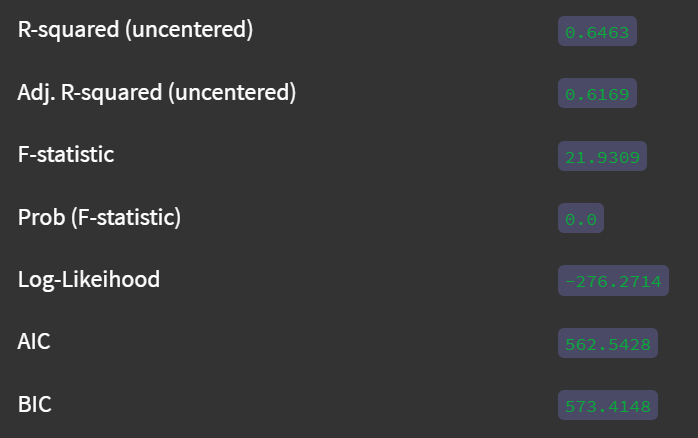 R-squared (uncentered) 0.6463
Adj. R-squared (uncentered) 0.6169
F-statistic 21.9309
Prob (F-statistic) 0.0
Log-Likeihood -276.2714
AIC 562.5428
BIC 573.4148